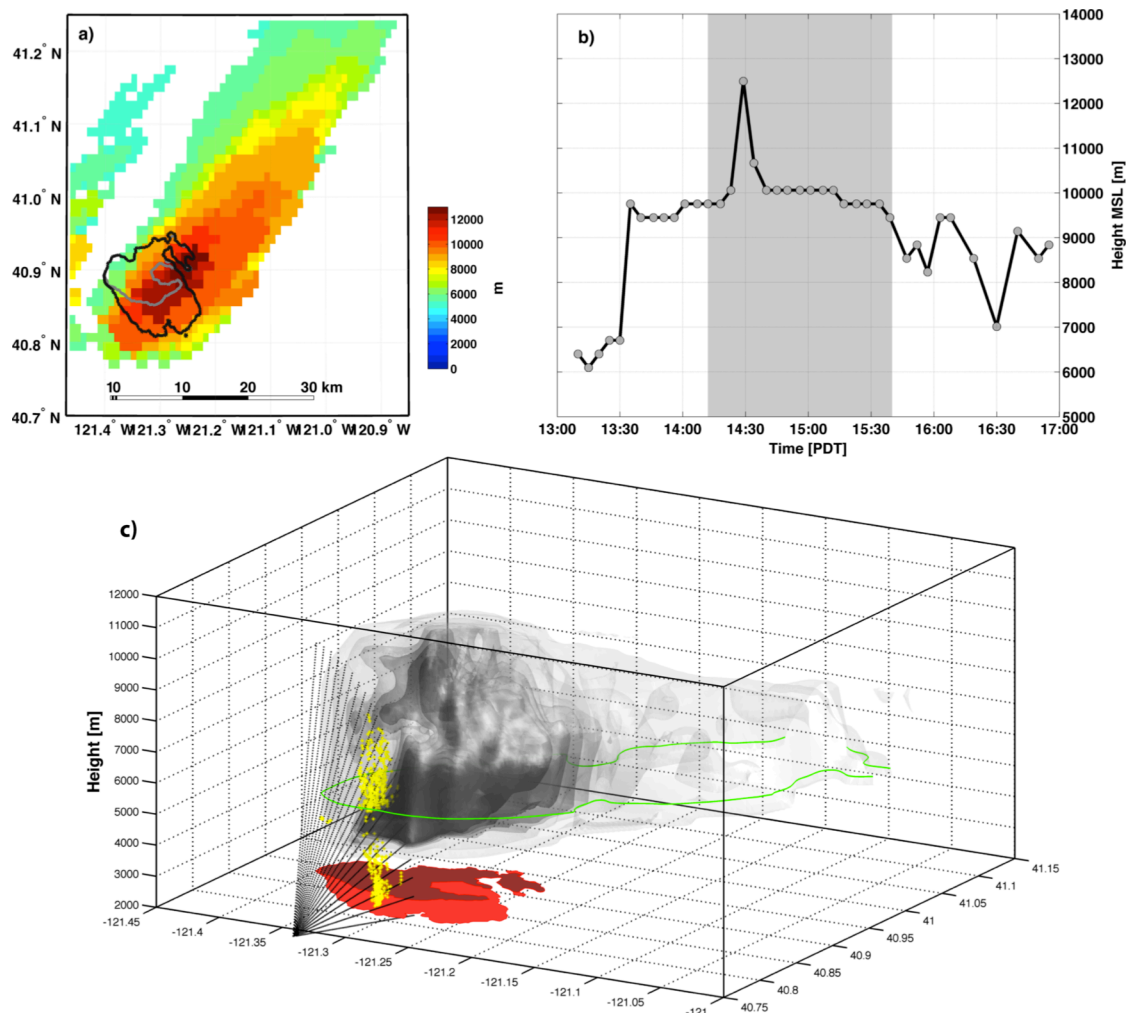 a)
41.2° N
41.1° N
41.0° N
40.9° N
40.8° N
40.7° N
121.4° W 121.3° W 121.2° W 121.1° W 121.0° W 120.9° W
10 10 20 30 km
12000
10000
8000
6000
4000
2000
0
m
b)
14000
13000
12000
11000
10000
9000
8000
7000
6000
5000
Height MSL [m]
13:00 13:30 14:00 14:30 15:00 15:30 16:00 16:30 17:00
Time [PDT]
c)
12000
11000
10000
9000
8000
7000
6000
5000
4000
3000
2000
Height [m]
-121.45 -121.4 -121.35 -121.3 -121.25 -121.2 -121.15 -121.1 -121.05 -121
40.75 40.8 40.85 40.9 40.95 41 41.05 41.1 41.15